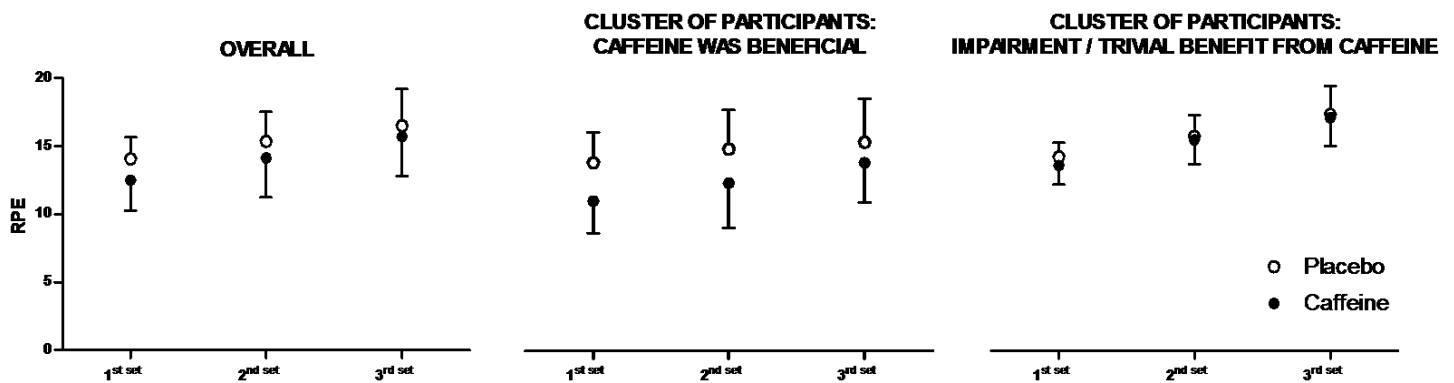 OVERALL
CLUSTER OF PARTICIPANTS:
CAFFEINE WAS BENEFICIAL
CLUSTER OF PARTICIPANTS:
IMPAIRMENT / TRIVIAL BENEFIT FROM CAFFEINE
RPE
20
15
10
5
0
1st set
2nd set
3rd set
1st set
2nd set
3rd set
1st set
2nd set
3rd set
Placebo
Caffeine